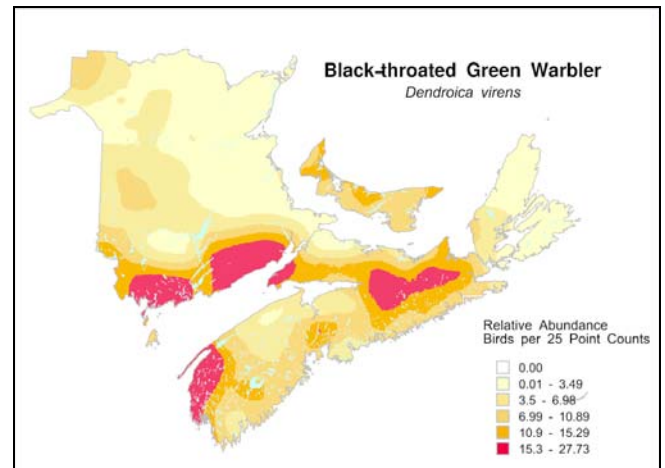 Black-throated Green Warbler
Dendroica virens
Relative Abundance
Birds per 25 Point Counts
0.00
0.01 - 3.49
3.5 - 6.98
6.99 - 10.89
10.9 - 15.29
15.3 - 27.73